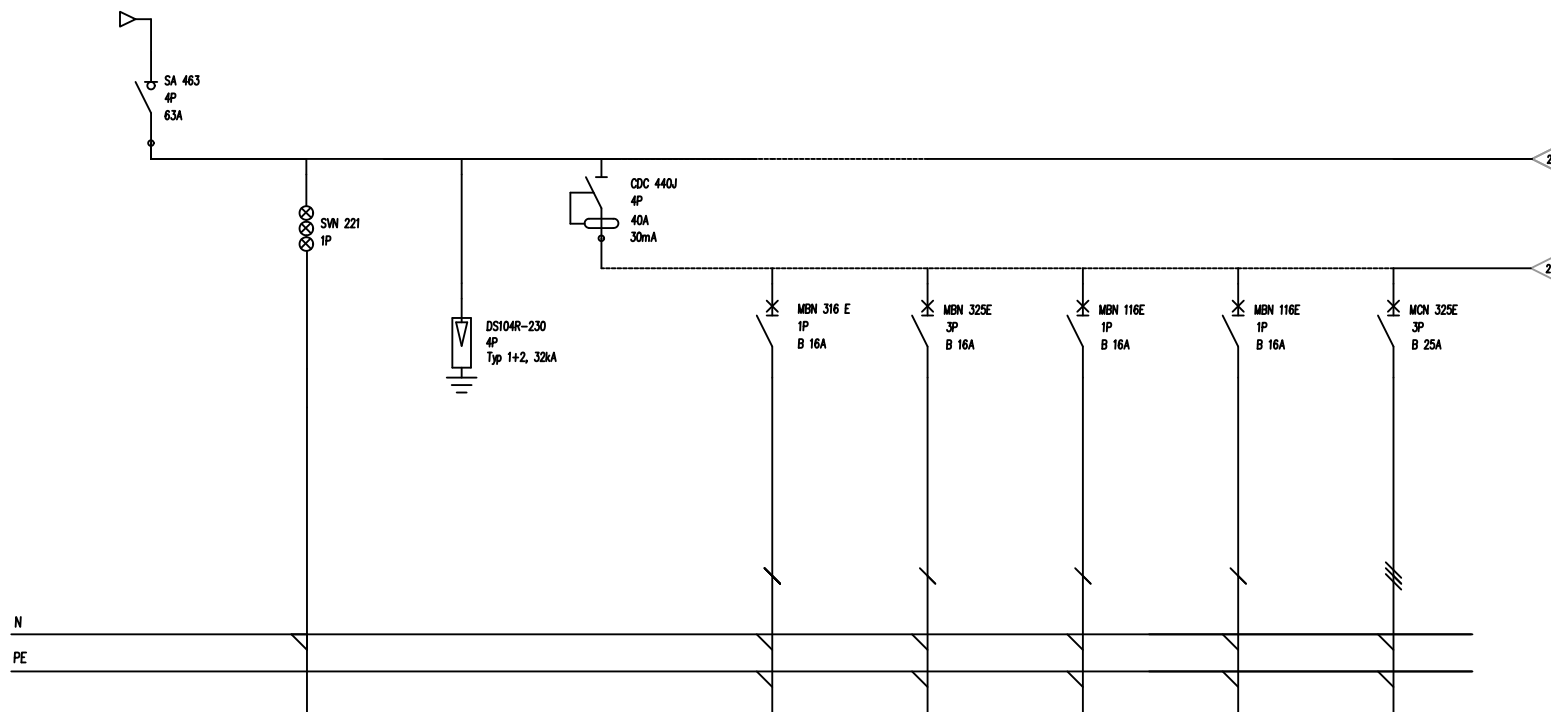 SA 463
4P
63A
2
CDC 440J
4P
40A
30mA
SVN 221
1P
2
MBN 316 E
1P
B 16A
MBN 325E
3P
B 16A
MBN 116E
1P
B 16A
MBN 116E
1P
B 16A
MCN 325E
3P
B 25A
DS104R-230
4P
Typ 1+2, 32kA
N
PE